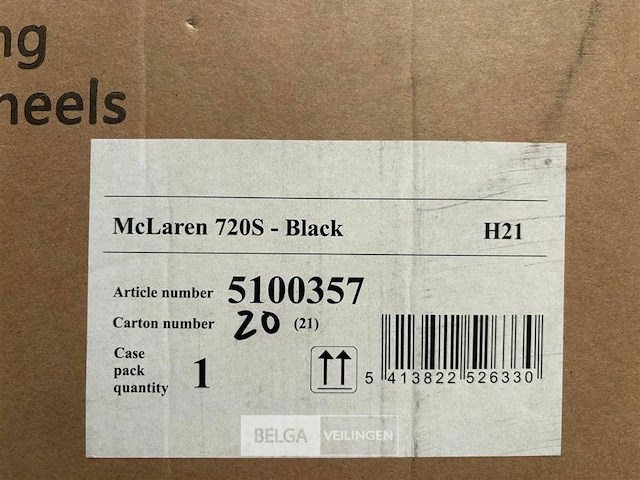 ng
heels
McLaren 720S - Black H21
Article number 5100357
Carton number 20 (21)
Case
pack
quantity 1
5 413822 526330
BELGA VEILINGEN